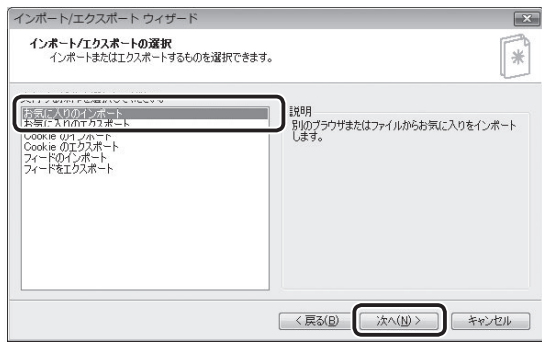 インポート/エクスポート ウィザード
インポート/エクスポートの選択
インポートまたはエクスポートするものを選択できます。
お気に入りのインポート
お気に入りのエクスポート
Cookie のインポート
Cookie のエクスポート
フィードのインポート
フィードをエクスポート
説明
別のブラウザまたはファイルからお気に入りをインポート
します。
< 戻る(B)
次へ(N) >
キャンセル